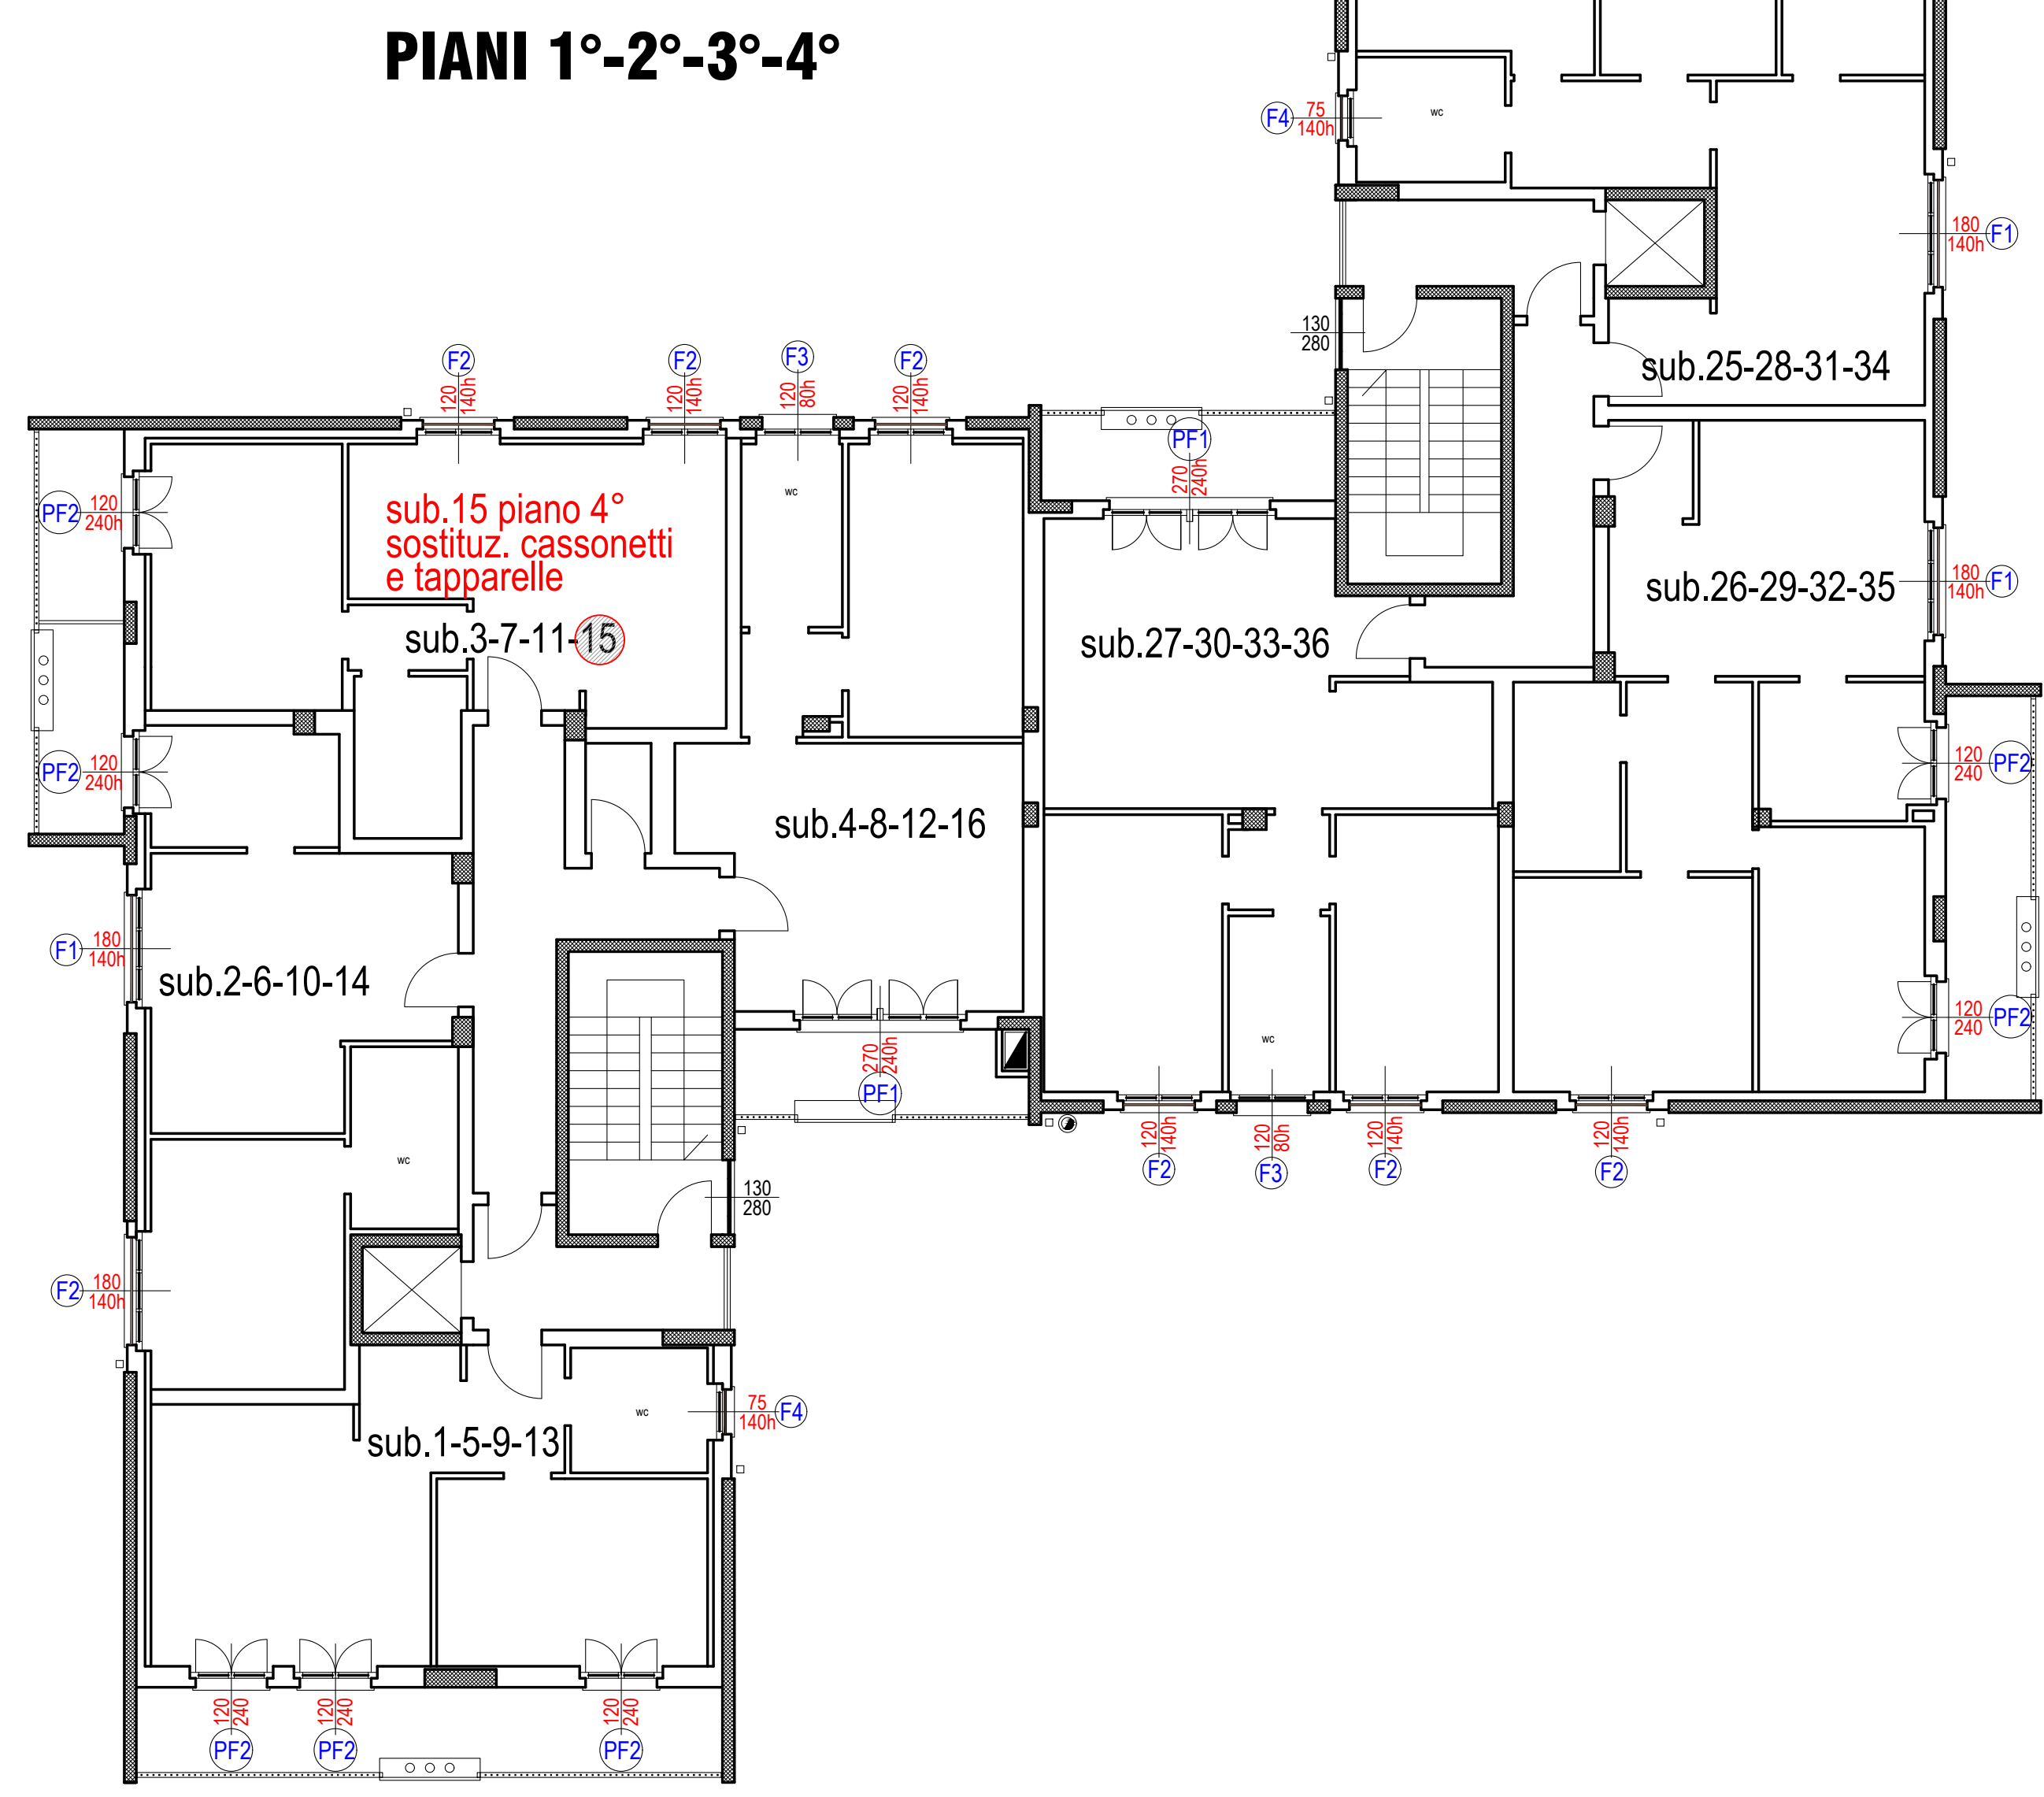 PIANI 1°-2°-3°-4°
F4
75
140h
wc
180
140h
F1
130
280
sub.25-28-31-34
F2
120
140h
F2
120
140h
F3
120
80h
F2
120
140h
PF1
270
240h
wc
PF2
120
240h
sub.15 piano 4°
sostituz. cassonetti
e tapparelle
sub.3-7-11-15
sub.27-30-33-36
sub.26-29-32-35
180
140h
F1
PF2
120
240h
120
240
PF2
sub.4-8-12-16
F1
180
140h
sub.2-6-10-14
120
240
PF2
270
240h
PF1
wc
120
140h
F2
120
80h
F3
120
140h
F2
120
140h
F2
wc
130
280
F2
180
140h
75
140h
F4
wc
sub.1-5-9-13
120
240
PF2
120
240
PF2
120
240
PF2